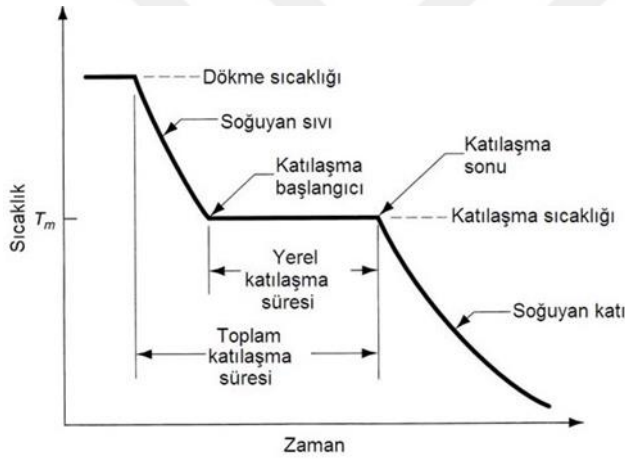 Dökme sıcaklığı
Soğuyan sıvı
Katılaşma
başlangıcı
Katılaşma
sonu
Sıcaklık
Tm
Katılaşma sıcaklığı
Yerel
katılaşma
süresi
Soğuyan katı
Toplam
katılaşma
süresi
Zaman